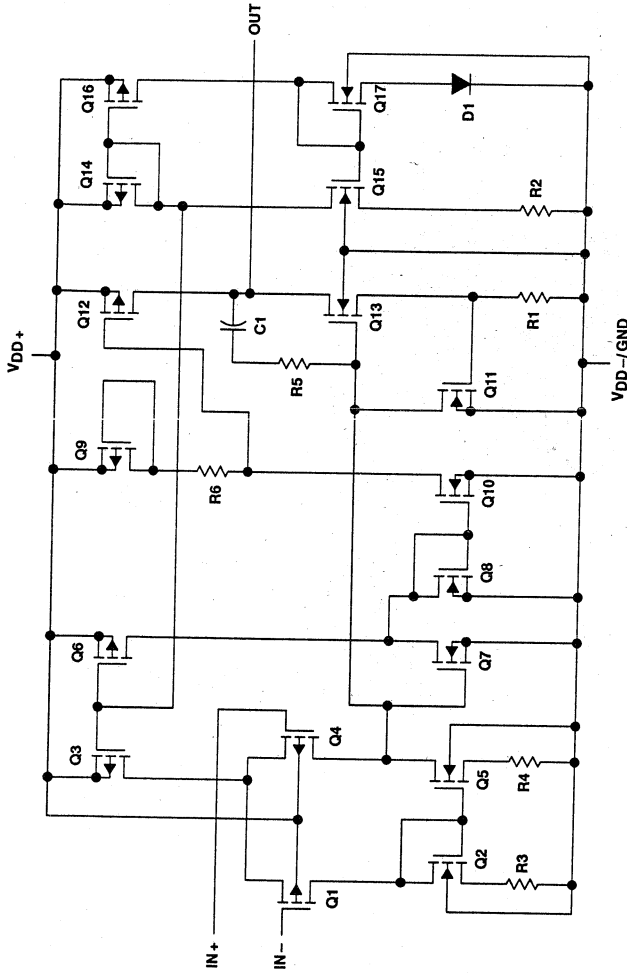 VDD+
Q3
Q6
Q9
Q12
Q14
Q16
OUT
IN+
IN−
Q1
Q4
R6
R5
C1
Q13
Q15
Q17
D1
Q2
Q5
Q7
Q8
Q10
Q11
R3
R4
R1
R2
VDD−/GND